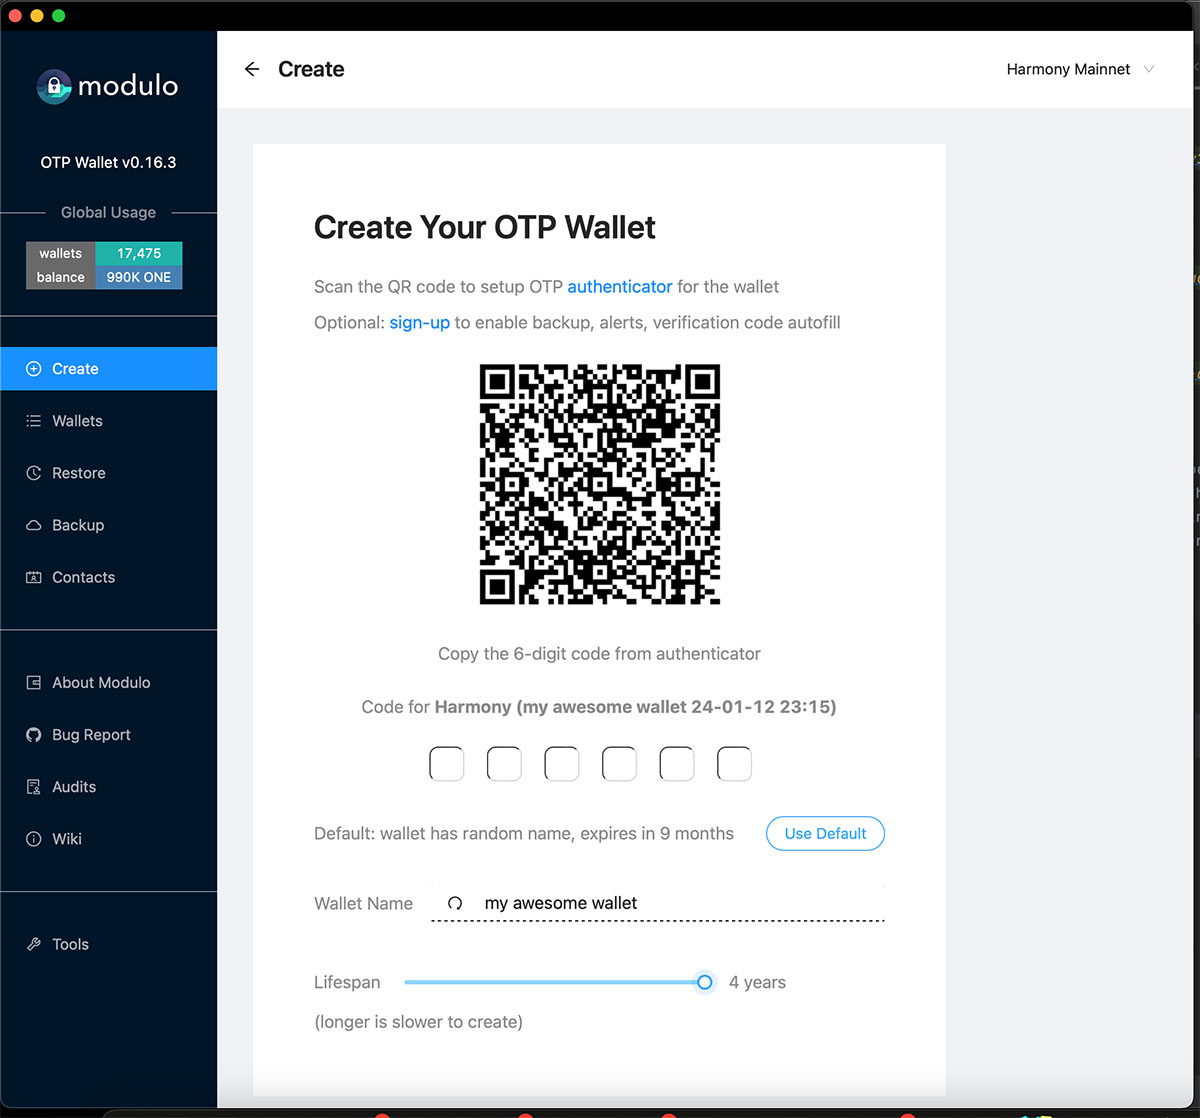 modulo
Create
Harmony Mainnet
OTP Wallet v0.16.3
Global Usage
wallets 17,475
balance 990K ONE
Create
Wallets
Restore
Backup
Contacts
About Modulo
Bug Report
Audits
Wiki
Tools
Create Your OTP Wallet
Scan the QR code to setup OTP authenticator for the wallet
Optional: sign-up to enable backup, alerts, verification code autofill
Copy the 6-digit code from authenticator
Code for Harmony (my awesome wallet 24-01-12 23:15)
Default: wallet has random name, expires in 9 months Use Default
Wallet Name my awesome wallet
Lifespan 4 years
(longer is slower to create)